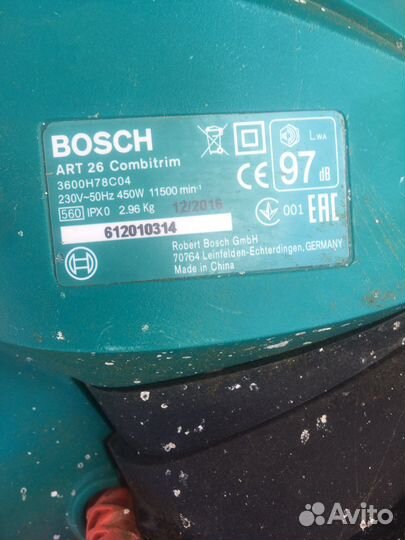 BOSCH
ART 26 Combitrim
3600H78C04
230V~50Hz 450W 11500 min⁻¹
560 IPX0 2.96 Kg 12/2016
612010314
LWA
CE 97 dB
001 EAC
Robert Bosch GmbH
70764 Leinfelden-Echterdingen, GERMANY
Made in China
Avito